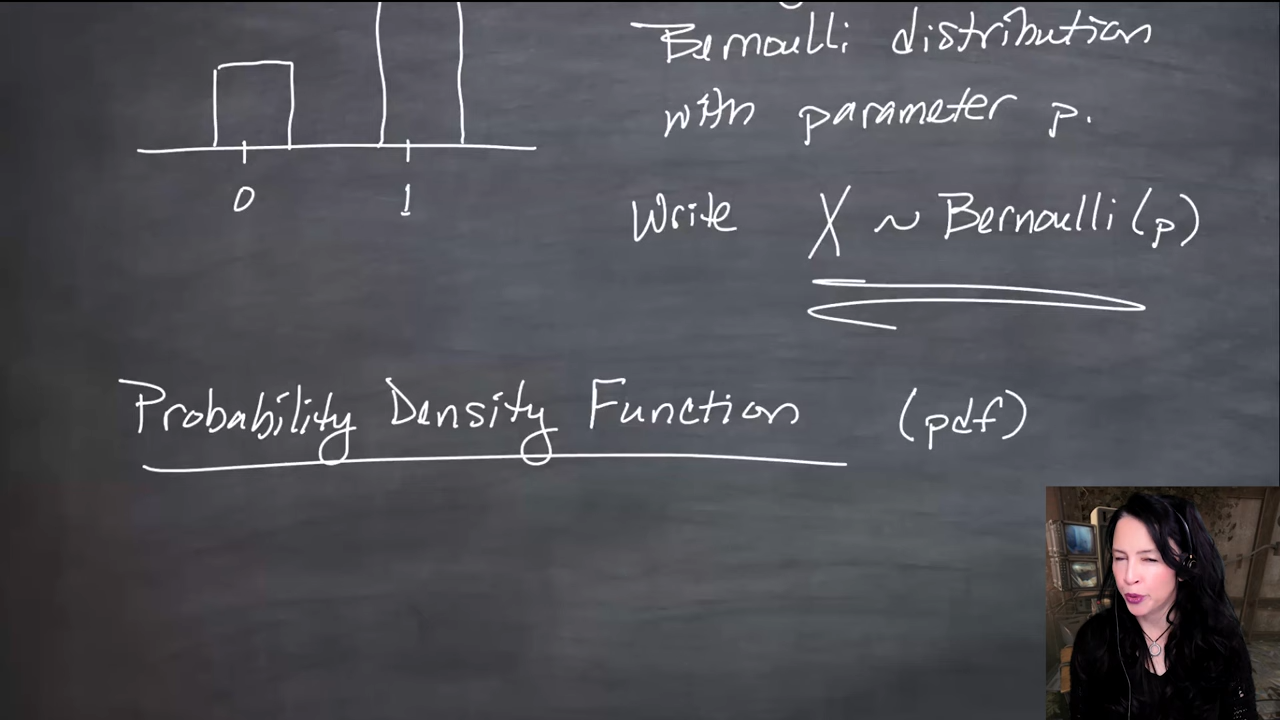 Bernoulli distribution
with parameter p.
Write X ~ Bernoulli(p)
0 1
Probability Density Function (pdf)